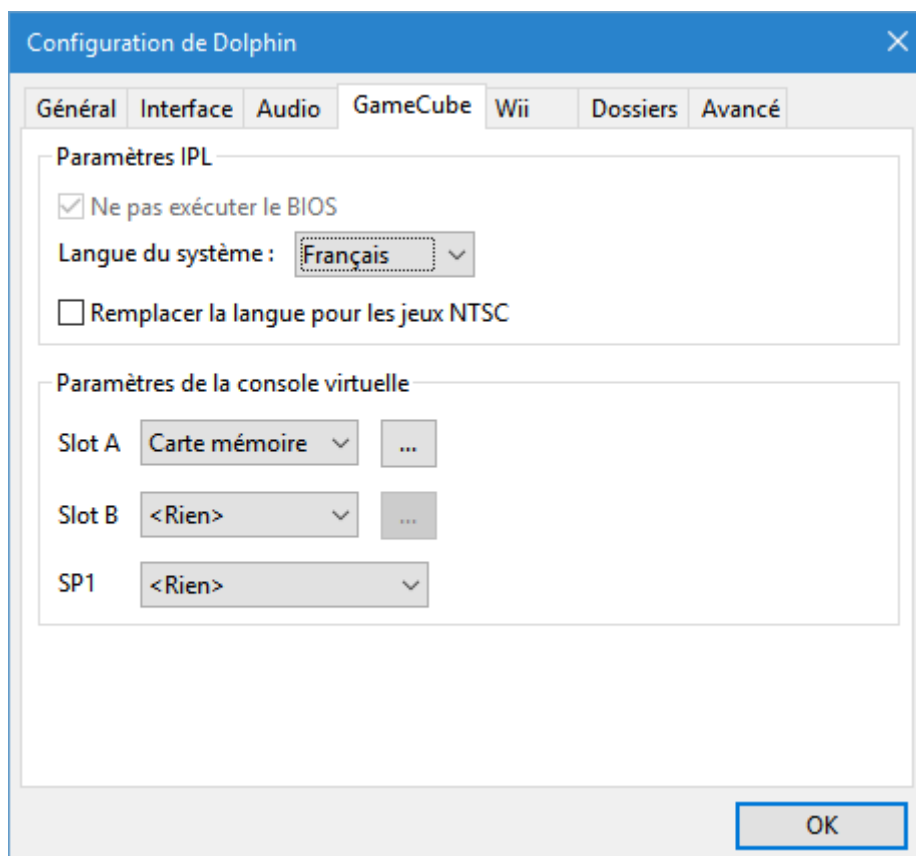 Configuration de Dolphin
Général Interface Audio GameCube Wii Dossiers Avancé
Paramètres IPL
Ne pas exécuter le BIOS
Langue du système : Français
Remplacer la langue pour les jeux NTSC
Paramètres de la console virtuelle
Slot A Carte mémoire ...
Slot B <Rien> ...
SP1 <Rien>
OK